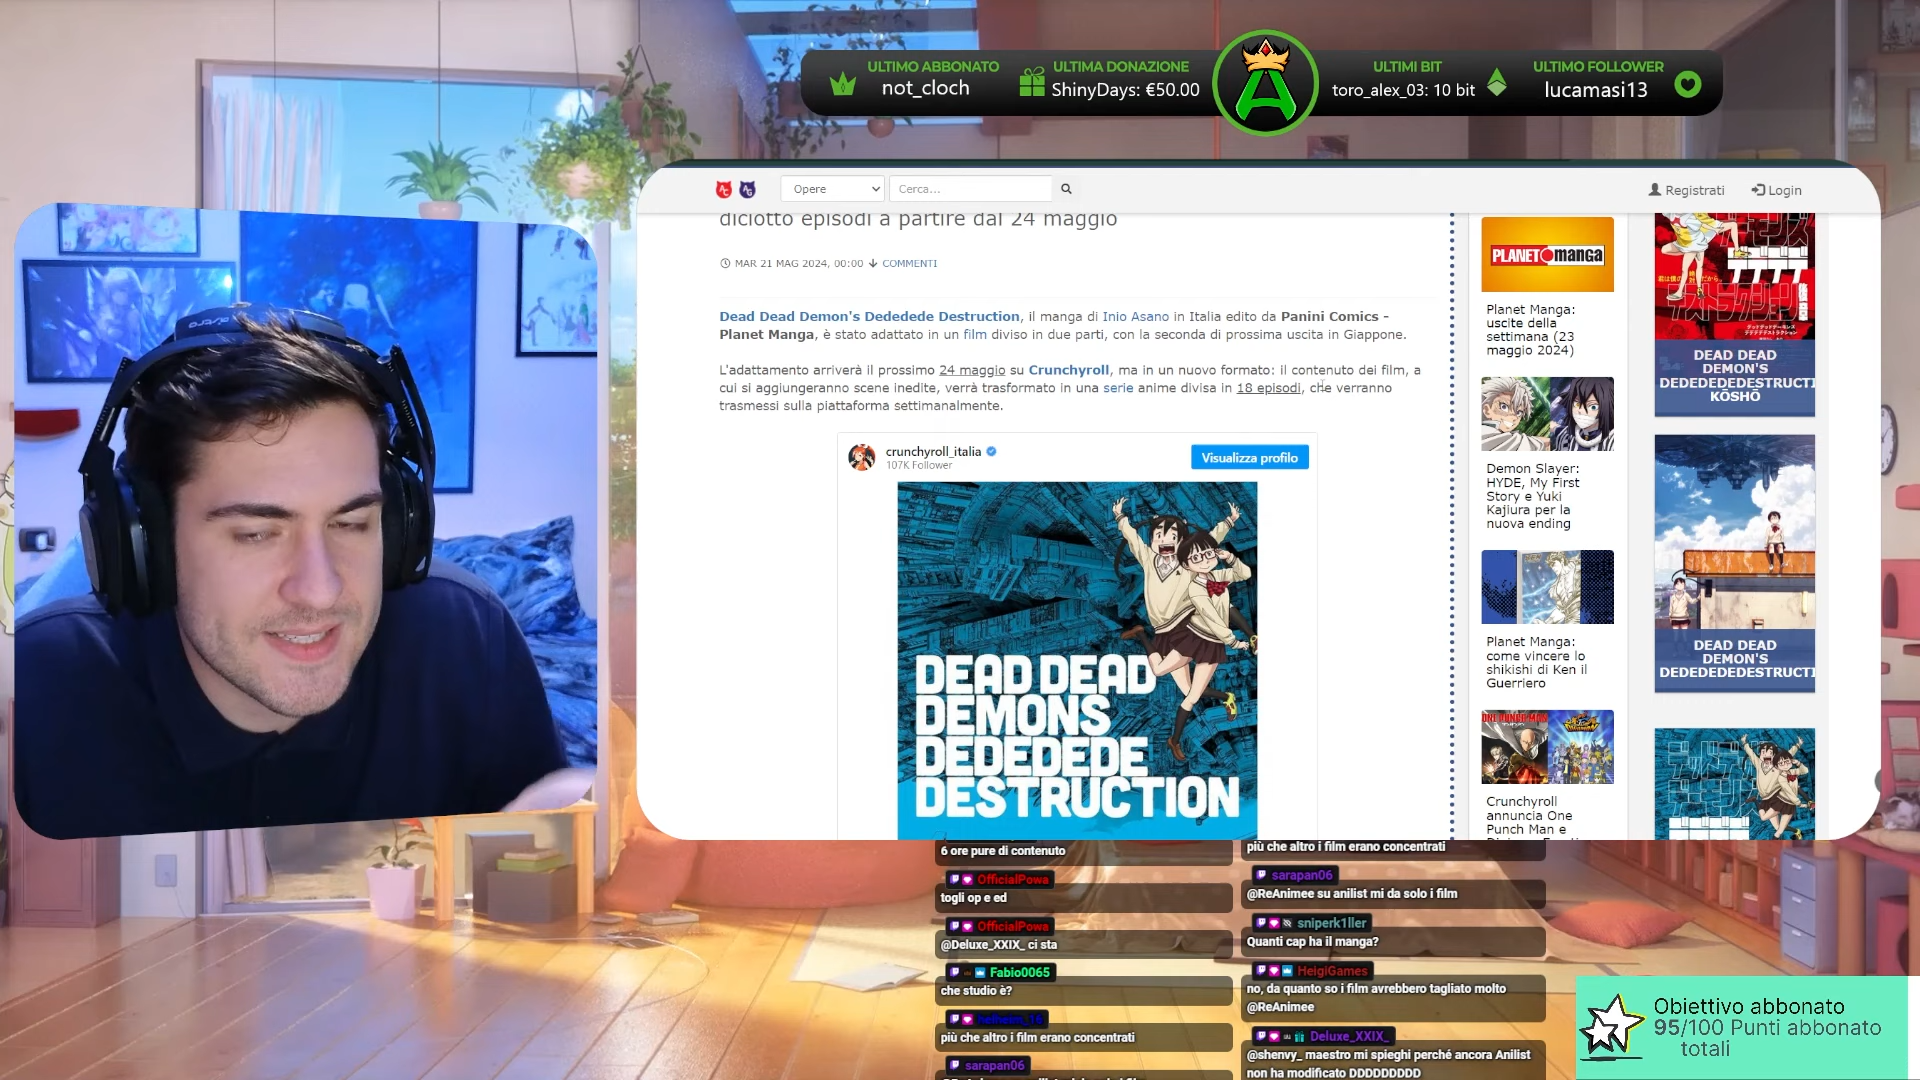 ULTIMO ABBONATO
not_cloch
ULTIMA DONAZIONE
ShinyDays: €50.00
ULTIMI BIT
toro_alex_03: 10 bit
ULTIMO FOLLOWER
lucamasi13
Opere
Cerca...
Registrati
Login
diciotto episodi a partire dal 24 maggio
MAR 21 MAG 2024, 00:00
COMMENTI
Dead Dead Demon's Dededede Destruction, il manga di Inio Asano in Italia edito da Panini Comics -
Planet Manga, è stato adattato in un film diviso in due parti, con la seconda di prossima uscita in Giappone.
L'adattamento arriverà il prossimo 24 maggio su Crunchyroll, ma in un nuovo formato: il contenuto dei film, a
cui si aggiungeranno scene inedite, verrà trasformato in una serie anime divisa in 18 episodi, che verranno
trasmessi sulla piattaforma settimanalmente.
crunchyroll_italia
107K Follower
Visualizza profilo
DEAD DEAD
DEMONS
DEDEDEDE
DESTRUCTION
PLANET manga
Planet Manga:
uscite della
settimana (23
maggio 2024)
Demon Slayer:
HYDE, My First
Story e Yuki
Kajiura per la
nuova ending
Planet Manga:
come vincere lo
shikishi di Ken il
Guerriero
ONE PUNCH MAN
Crunchyroll
annuncia One
Punch Man e
DEAD DEAD
DEMON'S
DEDEDEDEDESTRUCTI
KŌSHŌ
DEAD DEAD
DEMON'S
DEDEDEDEDESTRUCTI
6 ore pure di contenuto
OfficialPowa
togli op e ed
OfficialPowa
@Deluxe_XXIX_ ci sta
Fabio0065
che studio è?
più che altro i film erano concentrati
sarapan06
più che altro i film erano concentrati
sarapan06
@ReAnimee su anilist mi da solo i film
sniperk1ller
Quanti cap ha il manga?
HeigiGames
no, da quanto so i film avrebbero tagliato molto
@ReAnimee
Deluxe_XXIX_
@shenvy_ maestro mi spieghi perché ancora Anilist
non ha modificato DDDDDDDDD
Obiettivo abbonato
95/100 Punti abbonato
totali